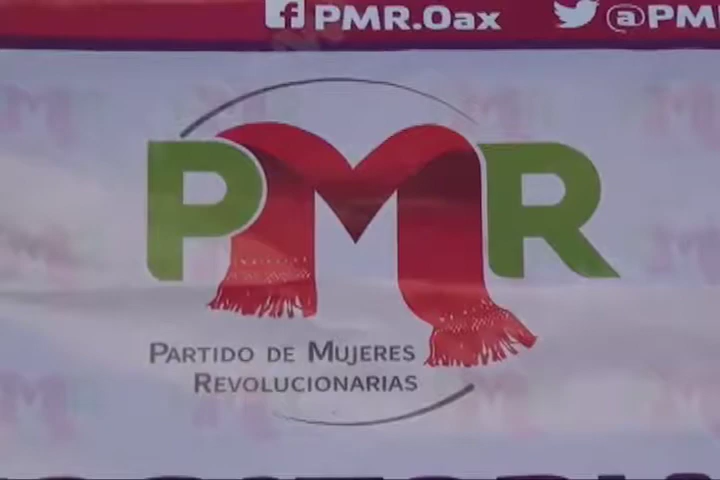 PMR.Oax @PM
PMR
PARTIDO DE MUJERES
REVOLUCIONARIAS